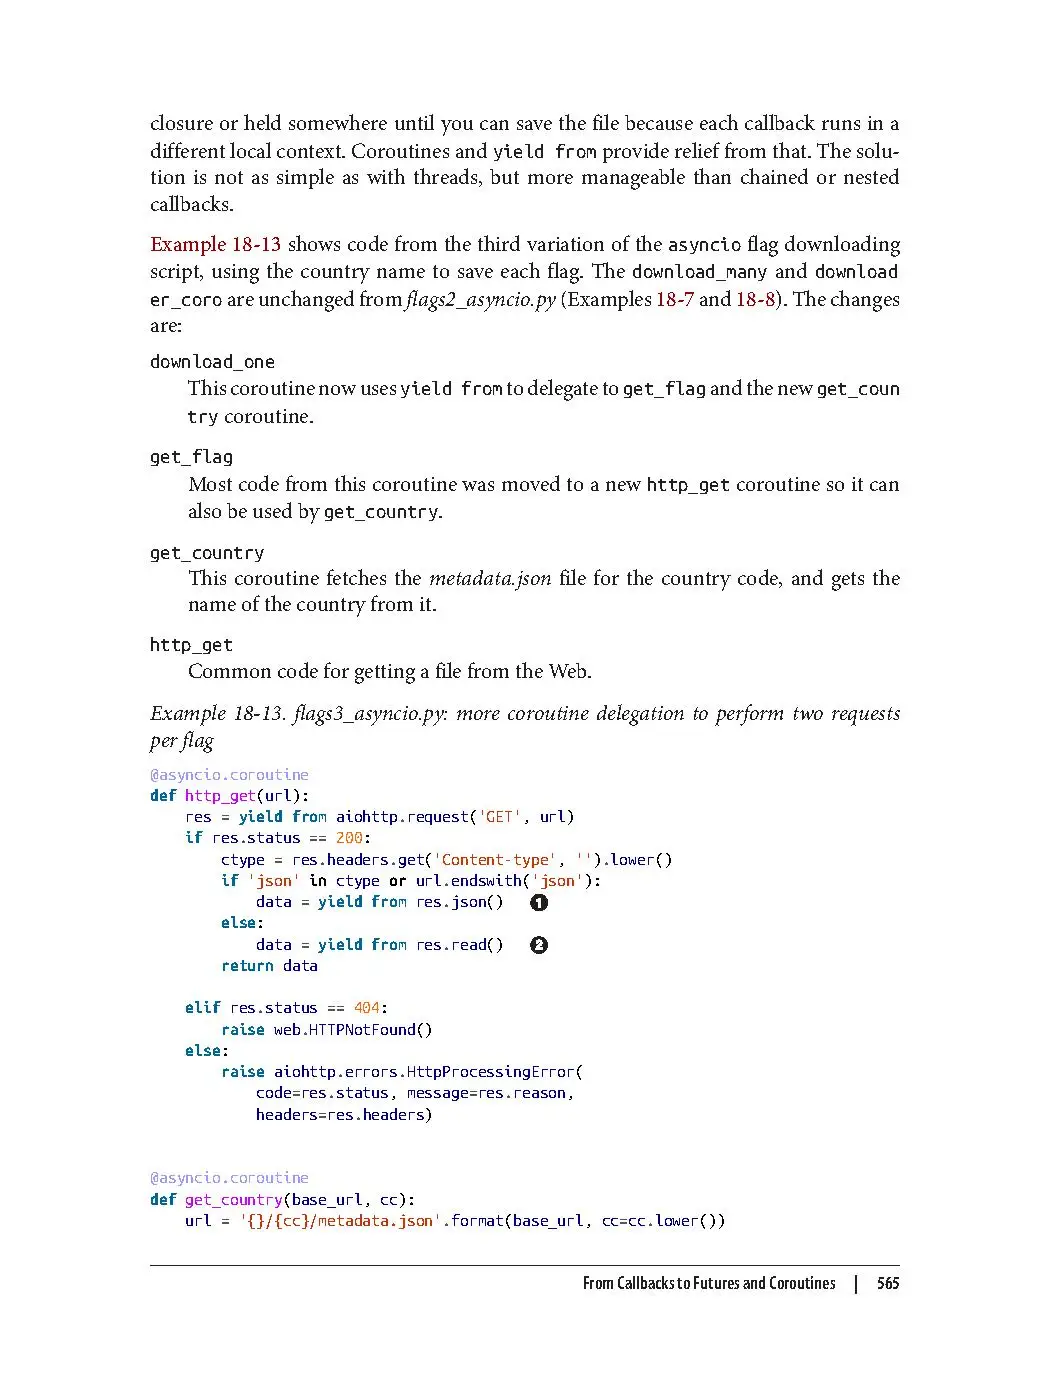 closure or held somewhere until you can save the file because each callback runs in a
different local context. Coroutines and yield from provide relief from that. The solu-
tion is not as simple as with threads, but more manageable than chained or nested
callbacks.
Example 18-13 shows code from the third variation of the asyncio flag downloading
script, using the country name to save each flag. The download_many and download
er_coro are unchanged from flags2_asyncio.py (Examples 18-7 and 18-8). The changes
are:
download_one
This coroutine now uses yield from to delegate to get_flag and the new get_coun
try coroutine.
get_flag
Most code from this coroutine was moved to a new http_get coroutine so it can
also be used by get_country.
get_country
This coroutine fetches the metadata.json file for the country code, and gets the
name of the country from it.
http_get
Common code for getting a file from the Web.
Example 18-13. flags3_asyncio.py: more coroutine delegation to perform two requests
per flag
@asyncio.coroutine
def http_get(url):
    res = yield from aiohttp.request('GET', url)
    if res.status == 200:
        ctype = res.headers.get('Content-type', '').lower()
        if 'json' in ctype or url.endswith('json'):
            data = yield from res.json() ❶
        else:
            data = yield from res.read() ❷
        return data
    elif res.status == 404:
        raise web.HTTPNotFound()
    else:
        raise aiohttp.errors.HttpProcessingError(
            code=res.status, message=res.reason,
            headers=res.headers)
@asyncio.coroutine
def get_country(base_url, cc):
    url = '{}/{cc}/metadata.json'.format(base_url, cc=cc.lower())
From Callbacks to Futures and Coroutines | 565